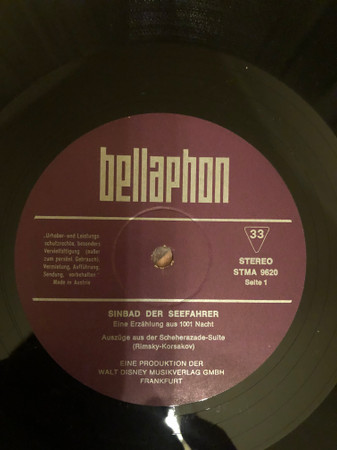 bellaphon
„Urheber- und Leistungs-
schutzrechte, besonders
Vervielfältigung (außer
zum persönl. Gebrauch)
Vermietung, Aufführung,
Sendung, vorbehalten“
Made in Austria
33
STEREO
STMA 9620
Seite 1
SINBAD DER SEEFAHRER
Eine Erzählung aus 1001 Nacht
Auszüge aus der Scheherazade-Suite
(Rimsky-Korsakov)
EINE PRODUKTION DER
WALT DISNEY MUSIKVERLAG GMBH
FRANKFURT